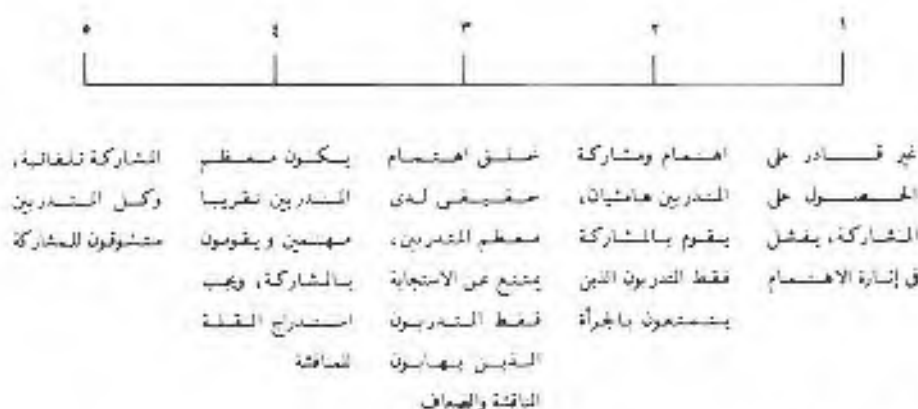 ١ ٢ ٣ ٤ ٥
غير قادر على
الحصول على
المشاركة، يفشل
في إثارة الاهتمام
اهتمام ومشاركة
المتدربين هامشيان،
يقوم بالمشاركة
فقط المتدربون الذين
يتمتعون بالجرأة
خلق اهتمام
حقيقي لدى
معظم المتدربين،
يمتنع عن الاستجابة
فقط المتدربون
الذين يهابون
المناقشة والضعاف
يكون معظم
المتدربين تقريبا
مهتمين ويقومون
بالمشاركة، ويجب
استدراج القلة
للمناقشة
المشاركة تلقائية،
وكل المتدربين
متشوقون للمشاركة